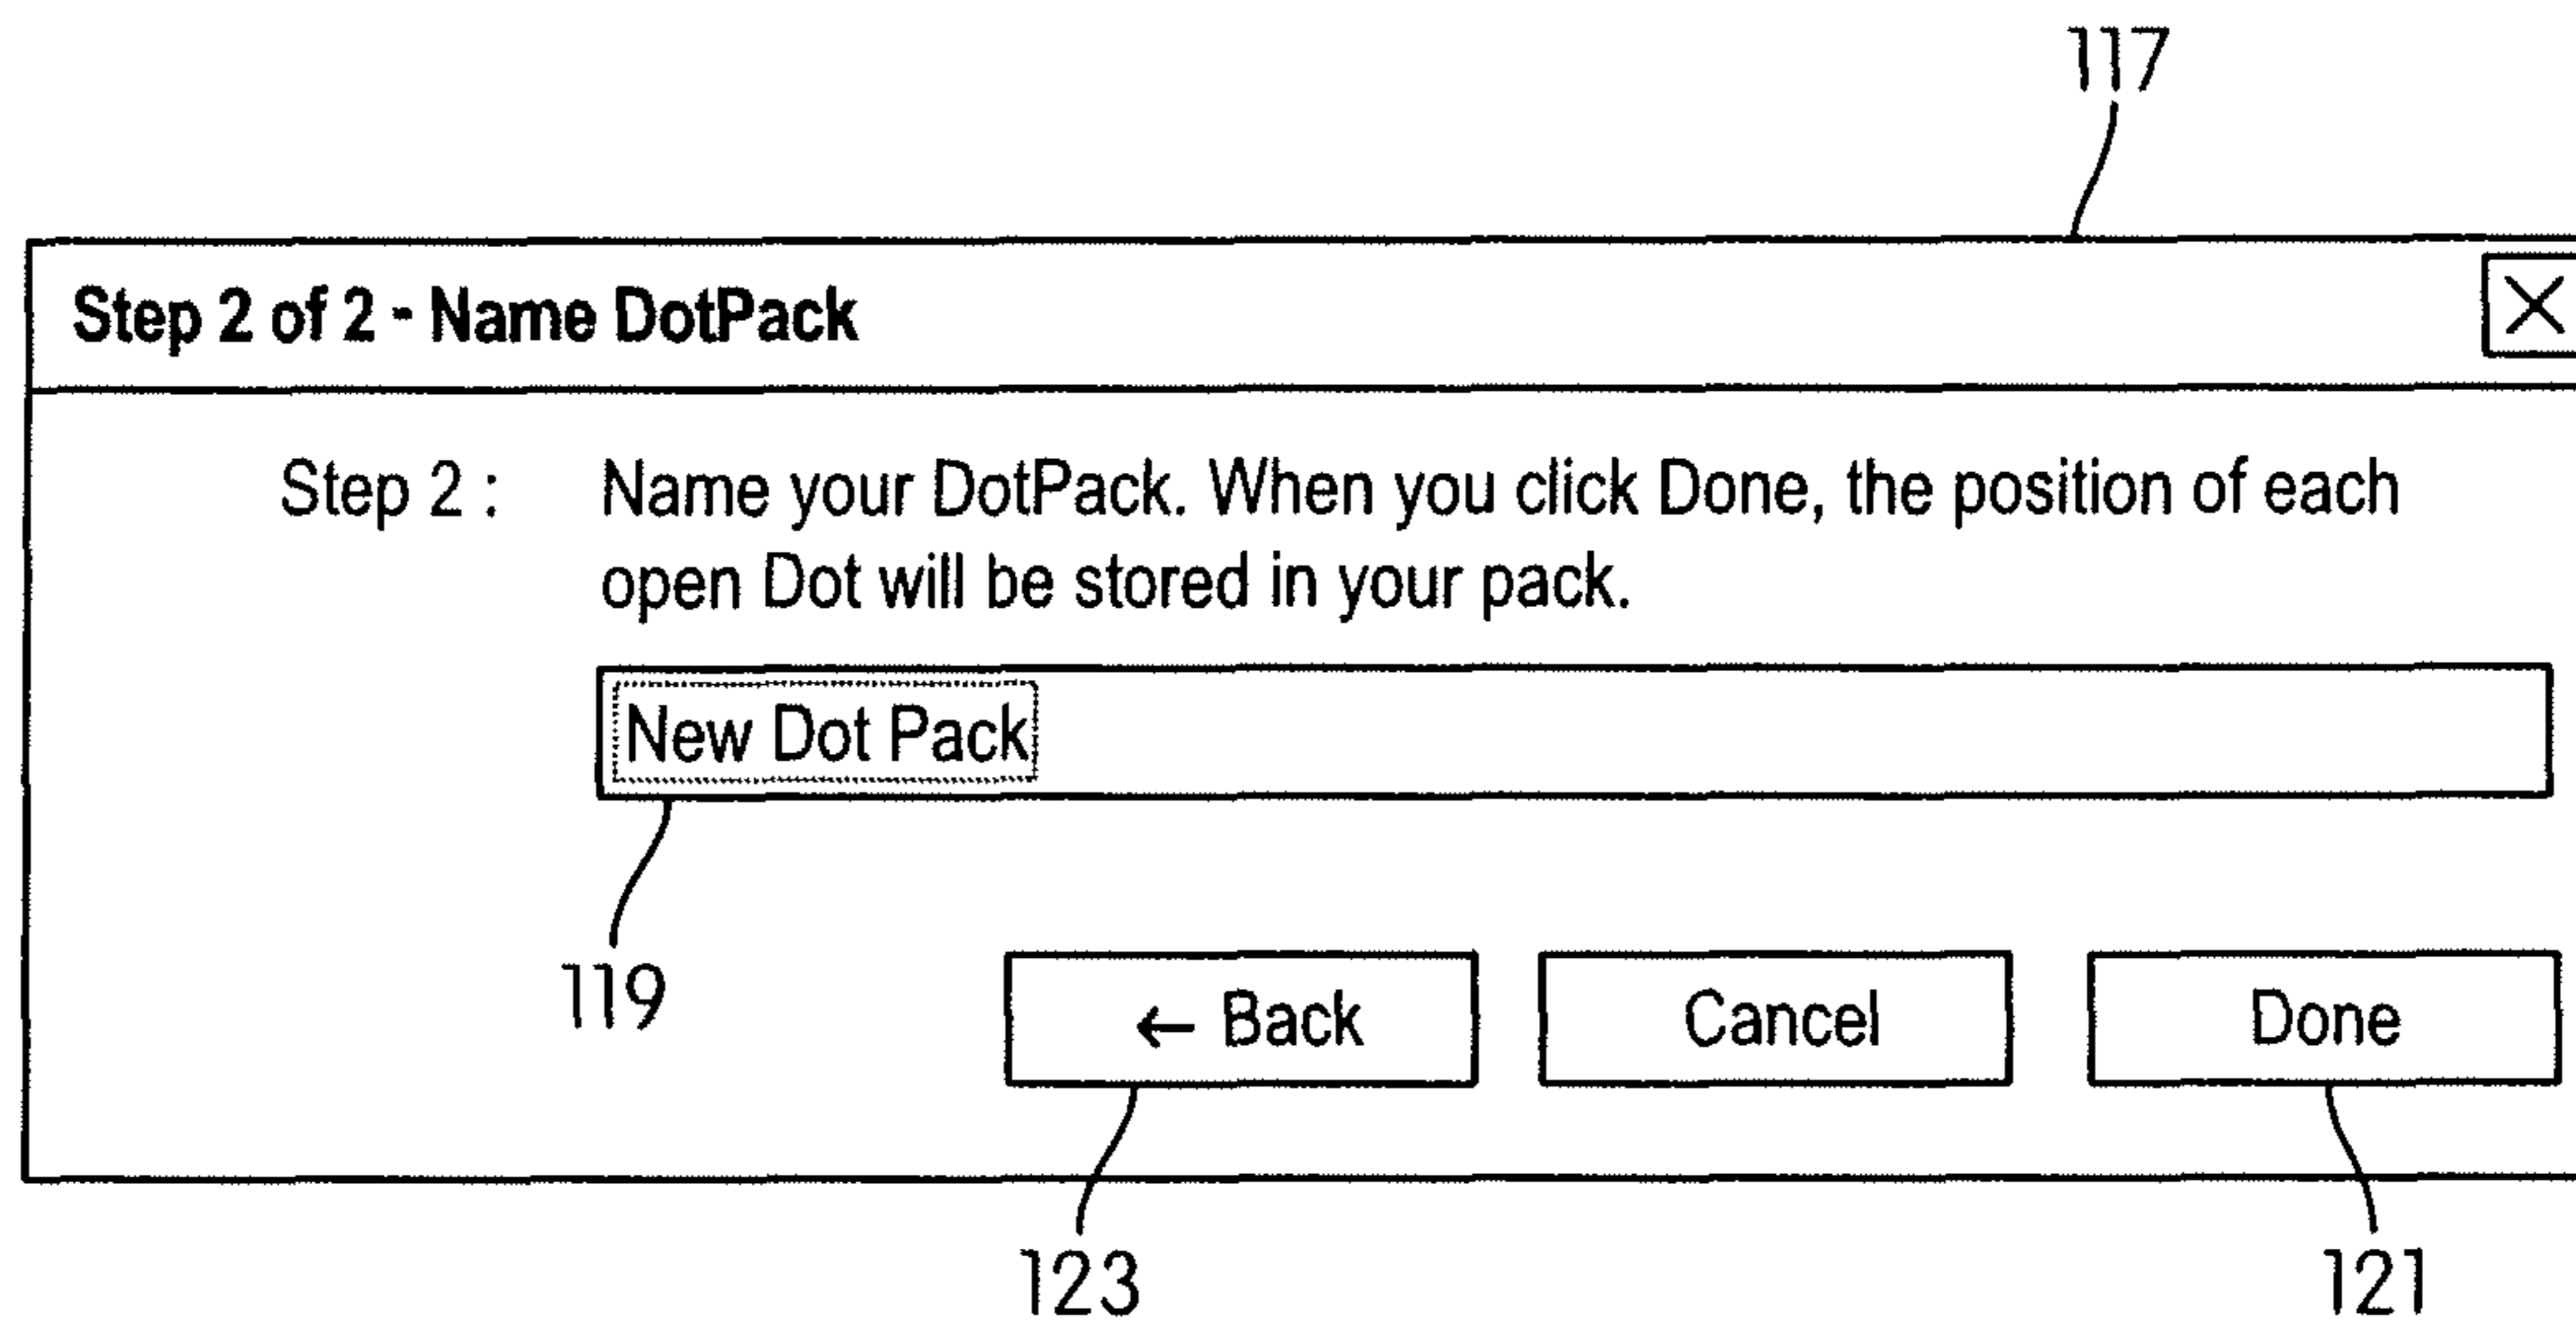 117
Step 2 of 2 - Name DotPack
Step 2 : Name your DotPack. When you click Done, the position of each
open Dot will be stored in your pack.
New Dot Pack
119
← Back Cancel Done
123 121